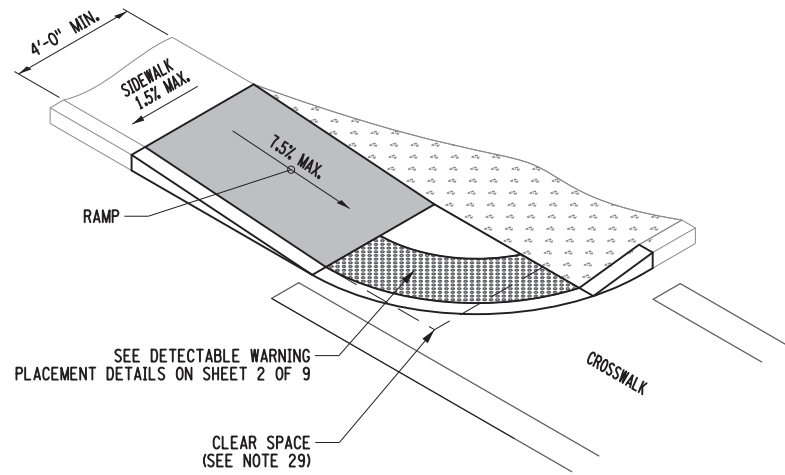 4'-0" MIN.
SIDEWALK
1.5% MAX.
7.5% MAX.
RAMP
SEE DETECTABLE WARNING
PLACEMENT DETAILS ON SHEET 2 OF 9
CROSSWALK
CLEAR SPACE
(SEE NOTE 29)